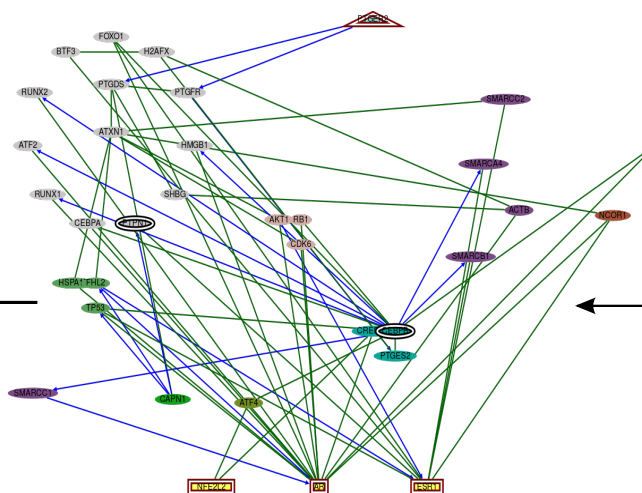 FOXO1
BTF3
H2AFX
PTGDS
PTGFR
RUNX2
SMARCC2
ATXN1
ATF2
HMGB1
SMARCA4
RUNX1
SHBG
ACTB
NCOR1
CEBPA
AKT1
RB1
CDK6
SMARCB1
HSPA1
FHL2
TP53
PTGES2
SMARCC1
CAPN1
ATF4
NFE2L2
AR
ESR1